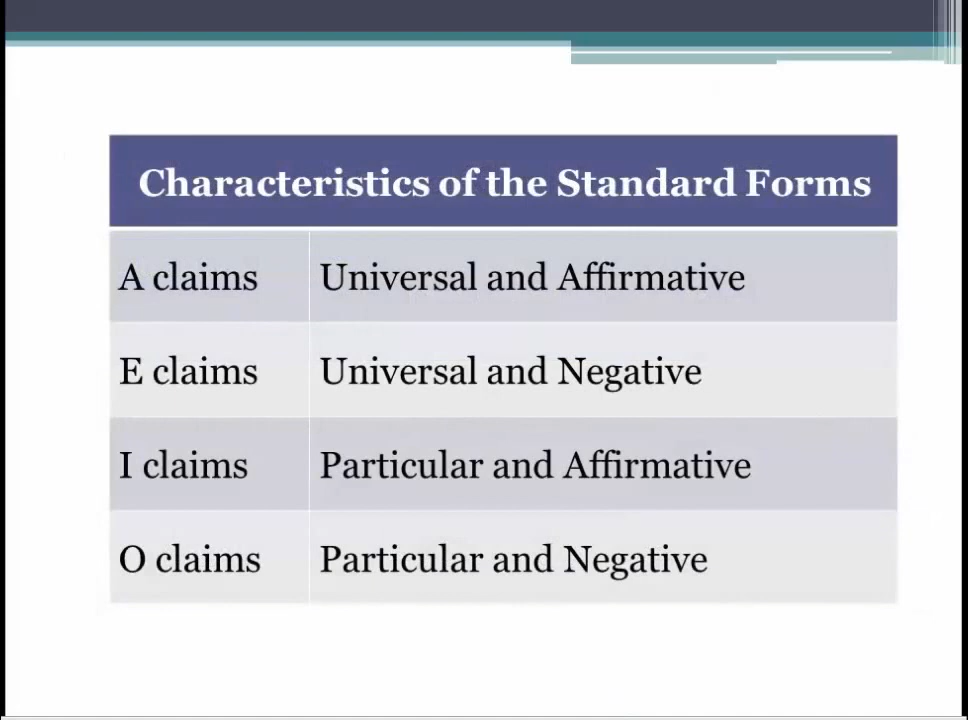 Characteristics of the Standard Forms
A claims Universal and Affirmative
E claims Universal and Negative
I claims Particular and Affirmative
O claims Particular and Negative